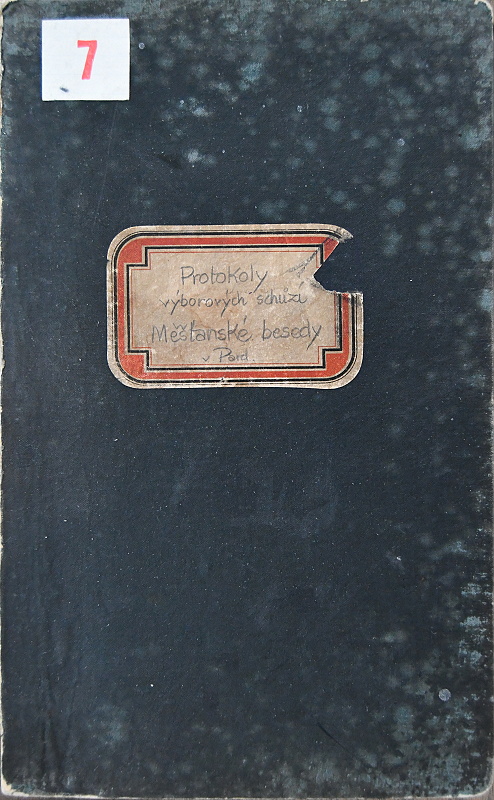 7
Protokoly
výborových schůzí
Měšťanské besedy
v Pard.